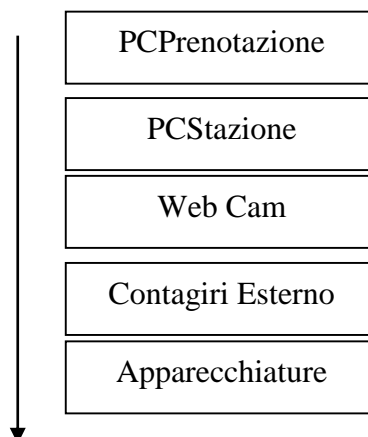 PCPrenotazione
PCStazione
Web Cam
Contagiri Esterno
Apparecchiature